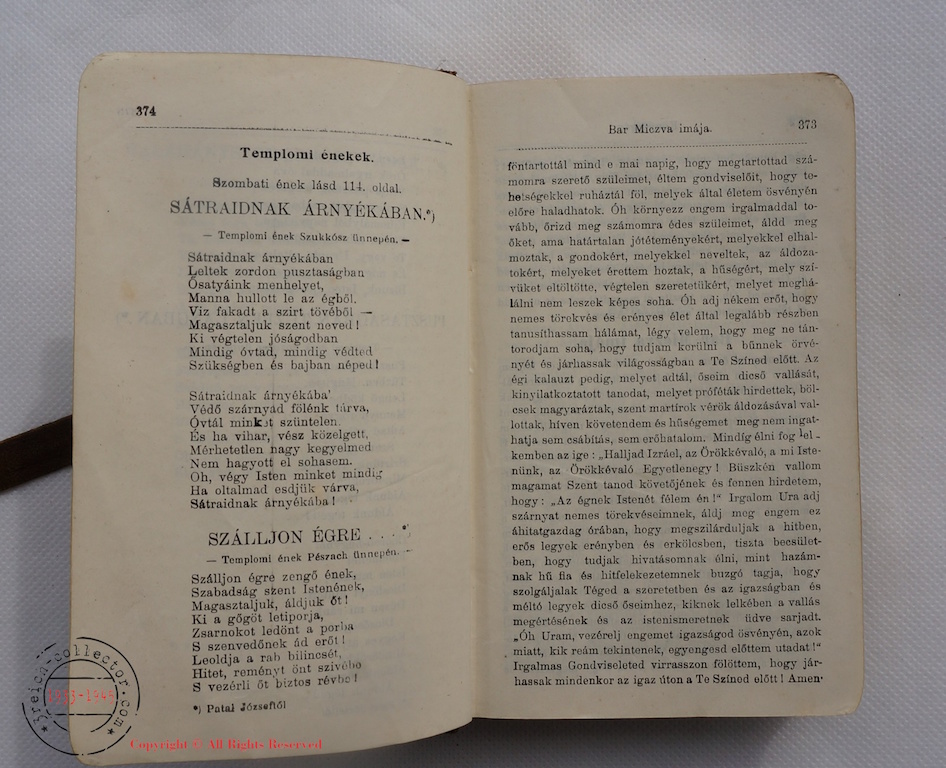 374
Templomi énekek.
Szombati ének lásd 114. oldal.
SÁTRAIDNAK ÁRNYÉKÁBAN.*)
— Templomi ének Szukkósz ünnepén. —
Sátraidnak árnyékában
Leltek zordon pusztaságban
Ősatyáink menhelyet,
Manna hullott le az égből.
Viz fakadt a szirt tövéből —
Magasztaljuk szent neved!
Ki végtelen jóságodban
Mindig óvtad, mindig védted
Szükségben és bajban néped!
Sátraidnak árnyékába'
Védő szárnyad fölénk tárva,
Óvtál minket szüntelen.
És ha vihar, vész közelgett,
Mérhetetlen nagy kegyelmed
Nem hagyott el sohasem.
Oh, végy Isten minket mindig
Ha oltalmad esdjük várva,
Sátraidnak árnyékába!
SZÁLLJON ÉGRE . . . *)
— Templomi ének Pészach ünnepén. —
Szálljon égre zengő ének,
Szabadság szent Istenének,
Magasztaljuk, áldjuk őt!
Ki a gőgöt letiporja,
Zsarnokot ledönt a porba
S szenvedőnek ád erőt!
Leoldja a rab bilincsét,
Hitet, reményt önt szivébe
S vezérli őt biztos révbe!
*) Patai Józseftől
Bar Miczva imája. 373
föntartottál mind e mai napig, hogy megtartottad szá-
momra szerető szüleimet, éltem gondviselőit, hogy te-
hetségekkel ruháztál föl, melyek által életem ösvényén
előre haladhatok. Óh környezz engem irgalmaddal to-
vább, őrizd meg számomra édes szüleimet, áldd meg
őket, ama határtalan jótéteményekért, melyekkel elhal-
moztak, a gondokért, melyekkel neveltek, az áldoza-
tokért, melyeket érettem hoztak, a hűségért, mely szí-
vüket eltöltötte, végtelen szeretetükért, melyet meghá-
lálni nem leszek képes soha. Óh adj nékem erőt, hogy
nemes törekvés és erényes élet által legalább részben
tanusíthassam hálámat, légy velem, hogy meg ne tán-
torodjam soha, hogy tudjam kerülni a bűnnek örvé-
nyét és járhassak világosságban a Te Színed előtt. Az
égi kalauzt pedig, melyet adtál, őseim dicső vallását,
kinyilatkoztatott tanodat, melyet próféták hirdettek, böl-
csek magyaráztak, szent martirok vérök áldozásával val-
lottak, híven követendem és hűségemet meg nem ingat-
hatja sem csábítás, sem erőhatalom. Mindíg élni fog lel-
kemben az ige: „Halljad Izráel, az Örökkévaló, a mi Iste-
nünk, az Örökkévaló Egyetlenegy! Büszkén vallom
magamat Szent tanod követőjének és fennen hirdetem,
hogy: „Az égnek Istenét félem én!" Irgalom Ura adj
szárnyat nemes törekvéseimnek, áldj meg engem ez
áhitatgazdag órában, hogy megszilárduljak a hitben,
erős legyek erényben és erkölcsben, tiszta becsület-
ben, hogy tudjak hivatásomnak élni, mint hazám-
nak hű fia és hitfelekezetemnek buzgó tagja, hogy
szolgáljalak Téged a szeretetben és az igazságban és
méltó legyek dicső őseimhez, kiknek lelkében a vallás
megértésének és az istenismeretnek üdve sarjadt.
„Óh Uram, vezérelj engemet igazságod ösvényén, azok
miatt, kik reám tekintenek, egyengesd előttem utadat!"
Irgalmas Gondviseleted virrasszon fölöttem, hogy jár-
hassak mindenkor az igaz úton a Te Színed előtt! Amen.
3reich-collector.com
1933-1945
Copyright © All Rights Reserved